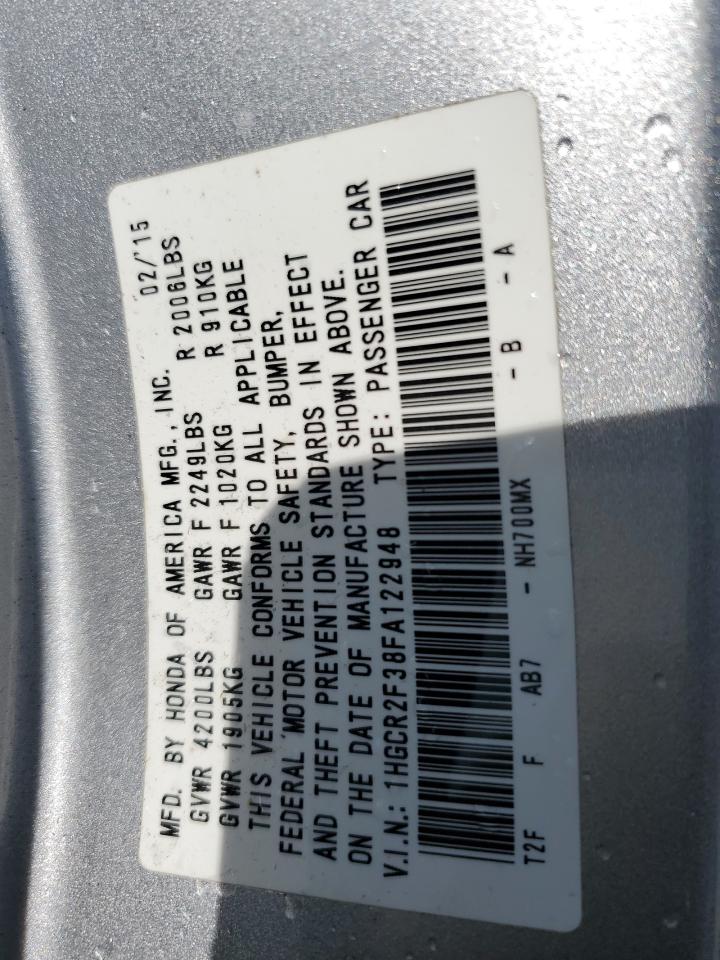 MFD. BY HONDA OF AMERICA MFG., INC. 02/'15
GVWR 4200LBS GAWR F 2249LBS R 2006LBS
GVWR 1905KG GAWR F 1020KG R 910KG
THIS VEHICLE CONFORMS TO ALL APPLICABLE
FEDERAL MOTOR VEHICLE SAFETY, BUMPER,
AND THEFT PREVENTION STANDARDS IN EFFECT
ON THE DATE OF MANUFACTURE SHOWN ABOVE.
V.I.N.: 1HGCR2F38FA122948 TYPE: PASSENGER CAR
T2F F AB7 - NH700MX - B - A